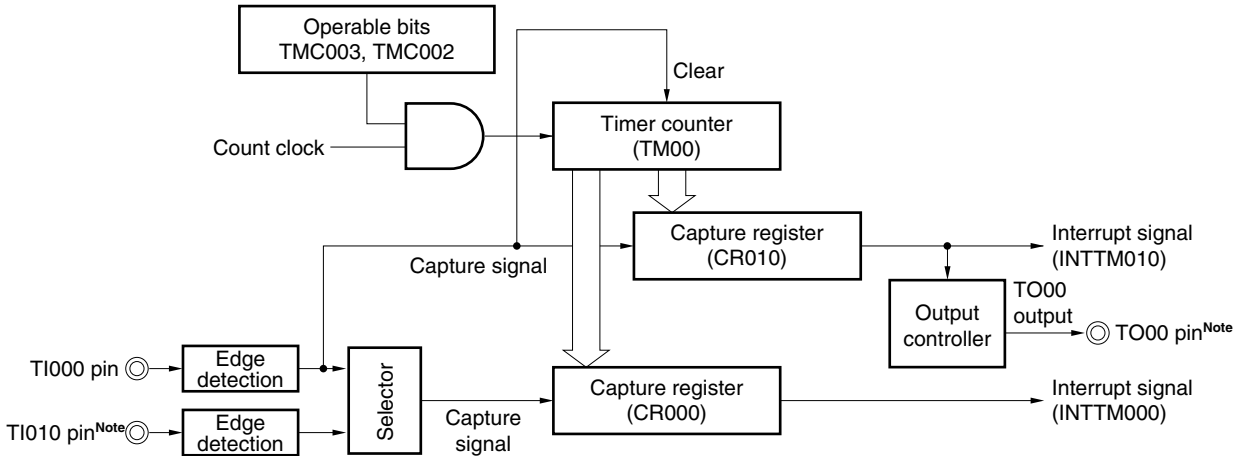 Operable bits
TMC003, TMC002
Clear
Count clock
Timer counter
(TM00)
Capture register
(CR010)
Capture signal
Interrupt signal
(INTTM010)
Output
controller
TO00
output
TO00 pinNote
TI000 pin
Edge
detection
TI010 pinNote
Edge
detection
Selector
Capture
signal
Capture register
(CR000)
Interrupt signal
(INTTM000)